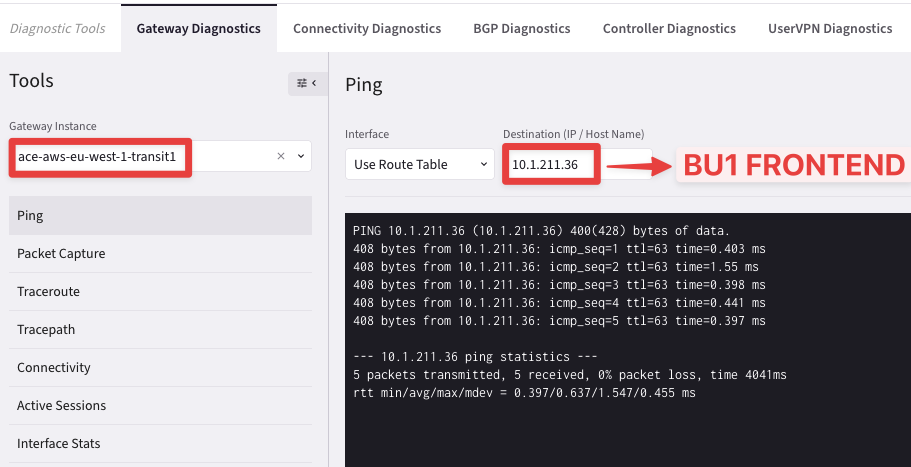 Diagnostic Tools
Gateway Diagnostics
Connectivity Diagnostics
BGP Diagnostics
Controller Diagnostics
UserVPN Diagnostics
Tools
Gateway Instance
ace-aws-eu-west-1-transit1
Ping
Packet Capture
Traceroute
Tracepath
Connectivity
Active Sessions
Interface Stats
Ping
Interface
Destination (IP / Host Name)
Use Route Table
10.1.211.36
BU1 FRONTEND
PING 10.1.211.36 (10.1.211.36) 400(428) bytes of data.
408 bytes from 10.1.211.36: icmp_seq=1 ttl=63 time=0.403 ms
408 bytes from 10.1.211.36: icmp_seq=2 ttl=63 time=1.55 ms
408 bytes from 10.1.211.36: icmp_seq=3 ttl=63 time=0.398 ms
408 bytes from 10.1.211.36: icmp_seq=4 ttl=63 time=0.441 ms
408 bytes from 10.1.211.36: icmp_seq=5 ttl=63 time=0.397 ms
--- 10.1.211.36 ping statistics ---
5 packets transmitted, 5 received, 0% packet loss, time 4041ms
rtt min/avg/max/mdev = 0.397/0.637/1.547/0.455 ms